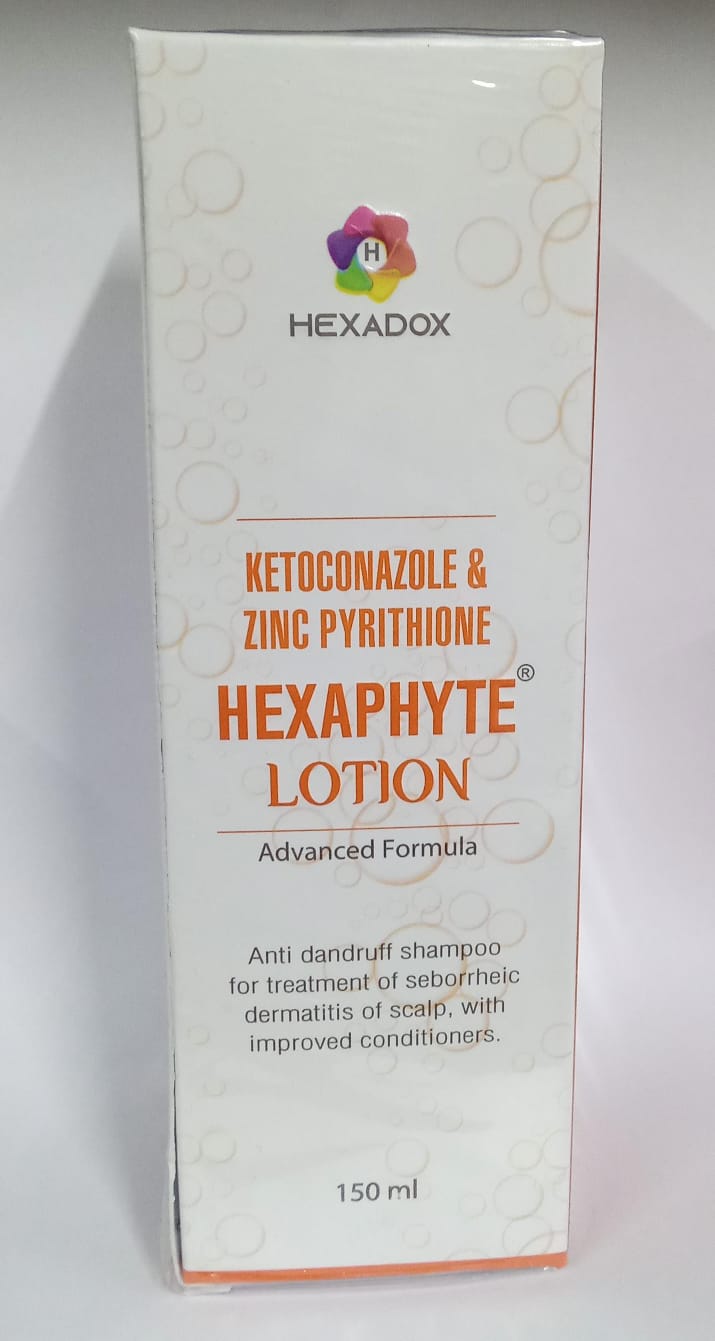 H
HEXADOX
KETOCONAZOLE &
ZINC PYRITHIONE
HEXAPHYTE®
LOTION
Advanced Formula
Anti dandruff shampoo
for treatment of seborrheic
dermatitis of scalp, with
improved conditioners.
150 ml